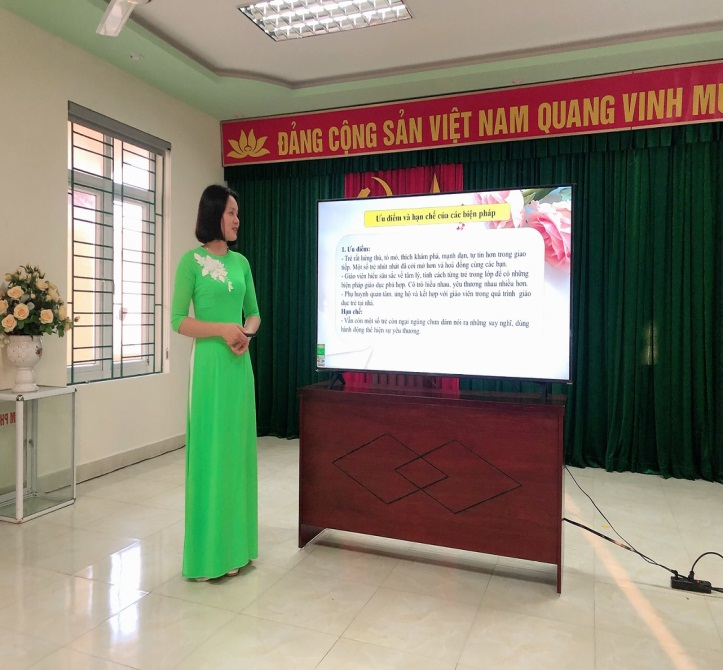 ĐẢNG CỘNG SẢN VIỆT NAM QUANG VINH MU
Ưu điểm và hạn chế của các biện pháp
1. Ưu điểm:
- Trẻ rất hứng thú, tò mò, thích khám phá, mạnh dạn, tự tin hơn trong giao
tiếp. Một số trẻ nhút nhát đã cởi mở hơn và hoà đồng cùng các bạn.
- Giáo viên hiểu sâu sắc về tâm lý, tính cách từng trẻ trong lớp để có những
biện pháp giáo dục phù hợp. Cô trò hiểu nhau, yêu thương nhau nhiều hơn.
- Phụ huynh quan tâm, ủng hộ và kết hợp với giáo viên trong quá trình giáo
dục trẻ tại nhà.
Hạn chế:
- Vẫn còn một số trẻ còn ngại ngùng chưa dám nói ra những suy nghĩ, dùng
hành động thể hiện sự yêu thương.